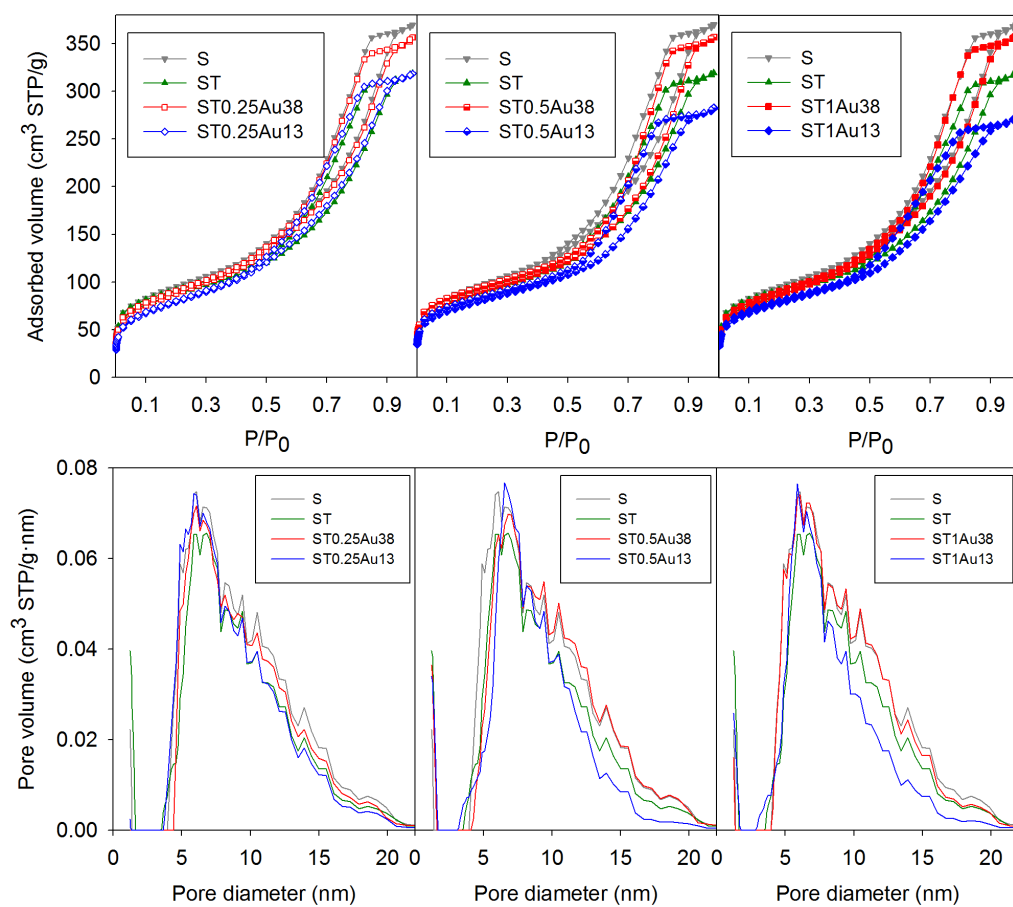 Adsorbed volume (cm³ STP/g)
350
300
250
200
150
100
50
0
S
ST
ST0.25Au38
ST0.25Au13
S
ST
ST0.5Au38
ST0.5Au13
S
ST
ST1Au38
ST1Au13
0.1 0.3 0.5 0.7 0.9 0.1 0.3 0.5 0.7 0.9 0.1 0.3 0.5 0.7 0.9
P/P₀ P/P₀ P/P₀
Pore volume (cm³ STP/g·nm)
0.08
0.06
0.04
0.02
0.00
S
ST
ST0.25Au38
ST0.25Au13
S
ST
ST0.5Au38
ST0.5Au13
S
ST
ST1Au38
ST1Au13
0 5 10 15 20 0 5 10 15 20 0 5 10 15 20
Pore diameter (nm) Pore diameter (nm) Pore diameter (nm)